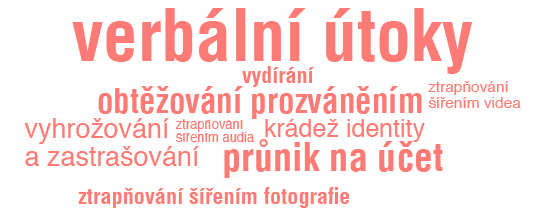 verbální útoky
vydírání
obtěžování prozváněním
ztrapňování
šířením videa
vyhrožování
a zastrašování
ztrapňování
šířením audia
krádež identity
průnik na účet
ztrapňování šířením fotografie